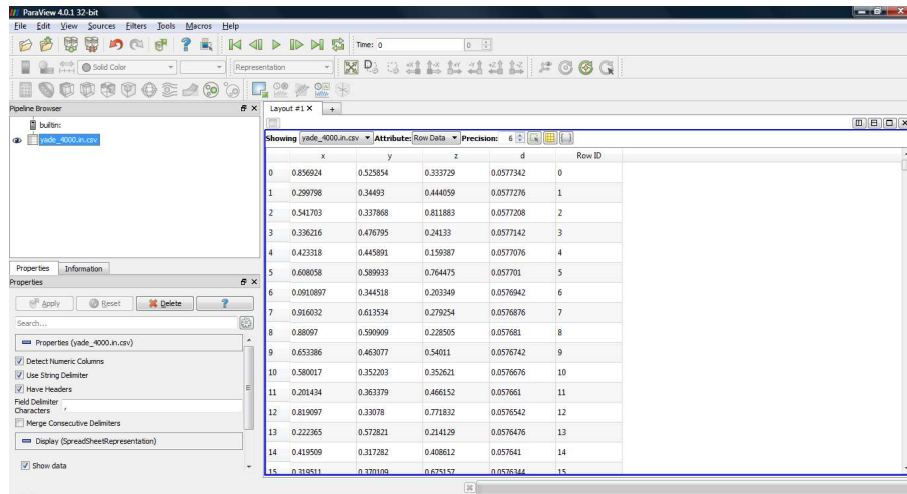 ParaView 4.0.1 32-bit
File Edit View Sources Filters Tools Macros Help
Time: 0 0
Solid Color Representation
Pipeline Browser
builtin:
yade_4000.in.csv
Properties Information
Properties
Apply Reset Delete ?
Search...
Properties (yade_4000.in.csv)
Detect Numeric Columns
Use String Delimiter
Have Headers
Field Delimiter Characters ,
Merge Consecutive Delimiters
Display (SpreadSheetRepresentation)
Show data
Layout #1 X +
Showing yade_4000.in.csv Attribute: Row Data Precision: 6
x y z d Row ID
0 0.856924 0.525854 0.333729 0.0577342 0
1 0.299798 0.34493 0.444059 0.0577276 1
2 0.541703 0.337868 0.811883 0.0577208 2
3 0.336216 0.476795 0.24133 0.0577142 3
4 0.423318 0.445891 0.159387 0.0577076 4
5 0.608058 0.589933 0.764475 0.057701 5
6 0.0910897 0.344518 0.203349 0.0576942 6
7 0.916032 0.613534 0.279254 0.0576876 7
8 0.88097 0.590909 0.228505 0.057681 8
9 0.653386 0.463077 0.54011 0.0576742 9
10 0.580017 0.352203 0.352621 0.0576676 10
11 0.201434 0.363379 0.466152 0.057661 11
12 0.819097 0.33078 0.771832 0.0576542 12
13 0.222365 0.572821 0.214129 0.0576476 13
14 0.419509 0.317282 0.408612 0.057641 14
15 0.319511 0.370109 0.675157 0.0576344 15